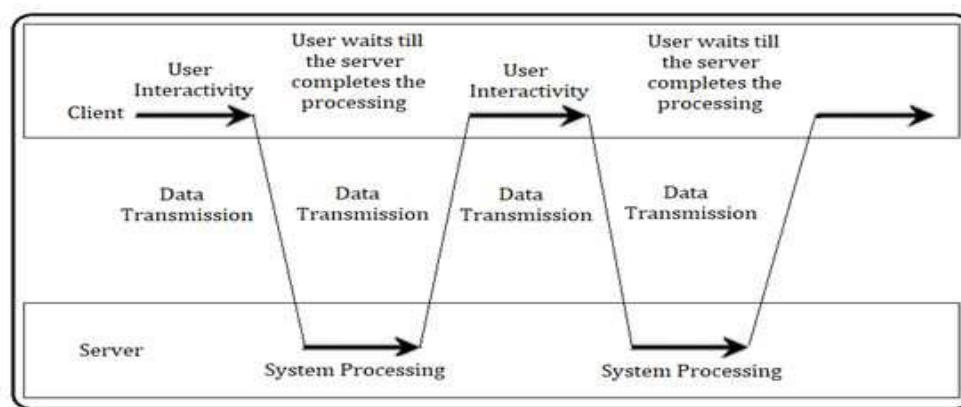 User
Interactivity
User waits till
the server
completes the
processing
User
Interactivity
User waits till
the server
completes the
processing
Client
Data
Transmission
Data
Transmission
Data
Transmission
Data
Transmission
Server
System Processing
System Processing